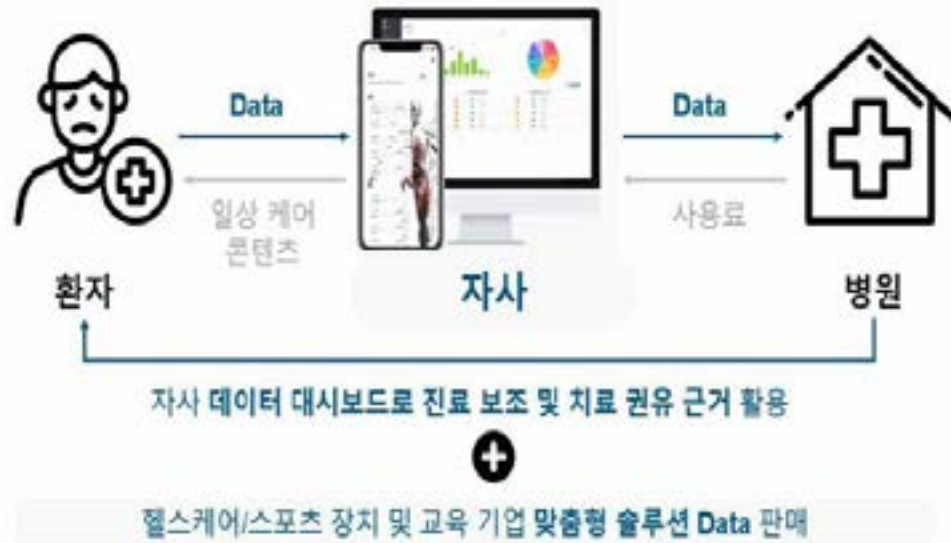 Data
Data
일상 케어
콘텐츠
사용료
환자
자사
병원
자사 데이터 대시보드로 진료 보조 및 치료 권유 근거 활용
헬스케어/스포츠 장치 및 교육 기업 맞춤형 솔루션 Data 판매